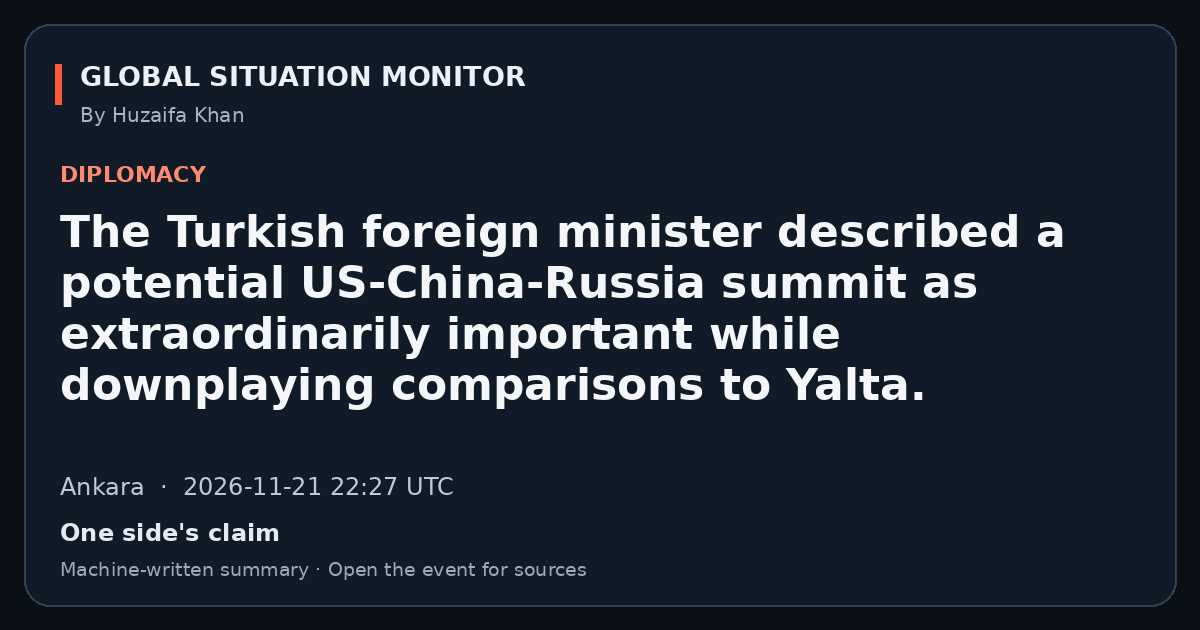 GLOBAL SITUATION MONITOR
By Huzaifa Khan
DIPLOMACY
The Turkish foreign minister described a
potential US-China-Russia summit as
extraordinarily important while
downplaying comparisons to Yalta.
Ankara · 2026-11-21 22:27 UTC
One side's claim
Machine-written summary · Open the event for sources